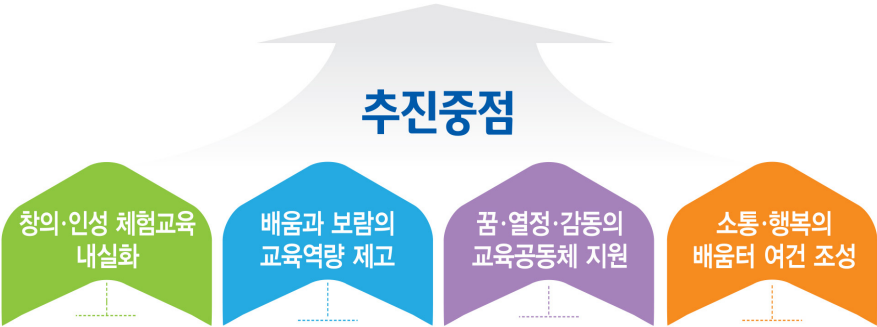 추진중점
창의·인성 체험교육
내실화
배움과 보람의
교육역량 제고
꿈·열정·감동의
교육공동체 지원
소통·행복의
배움터 여건 조성